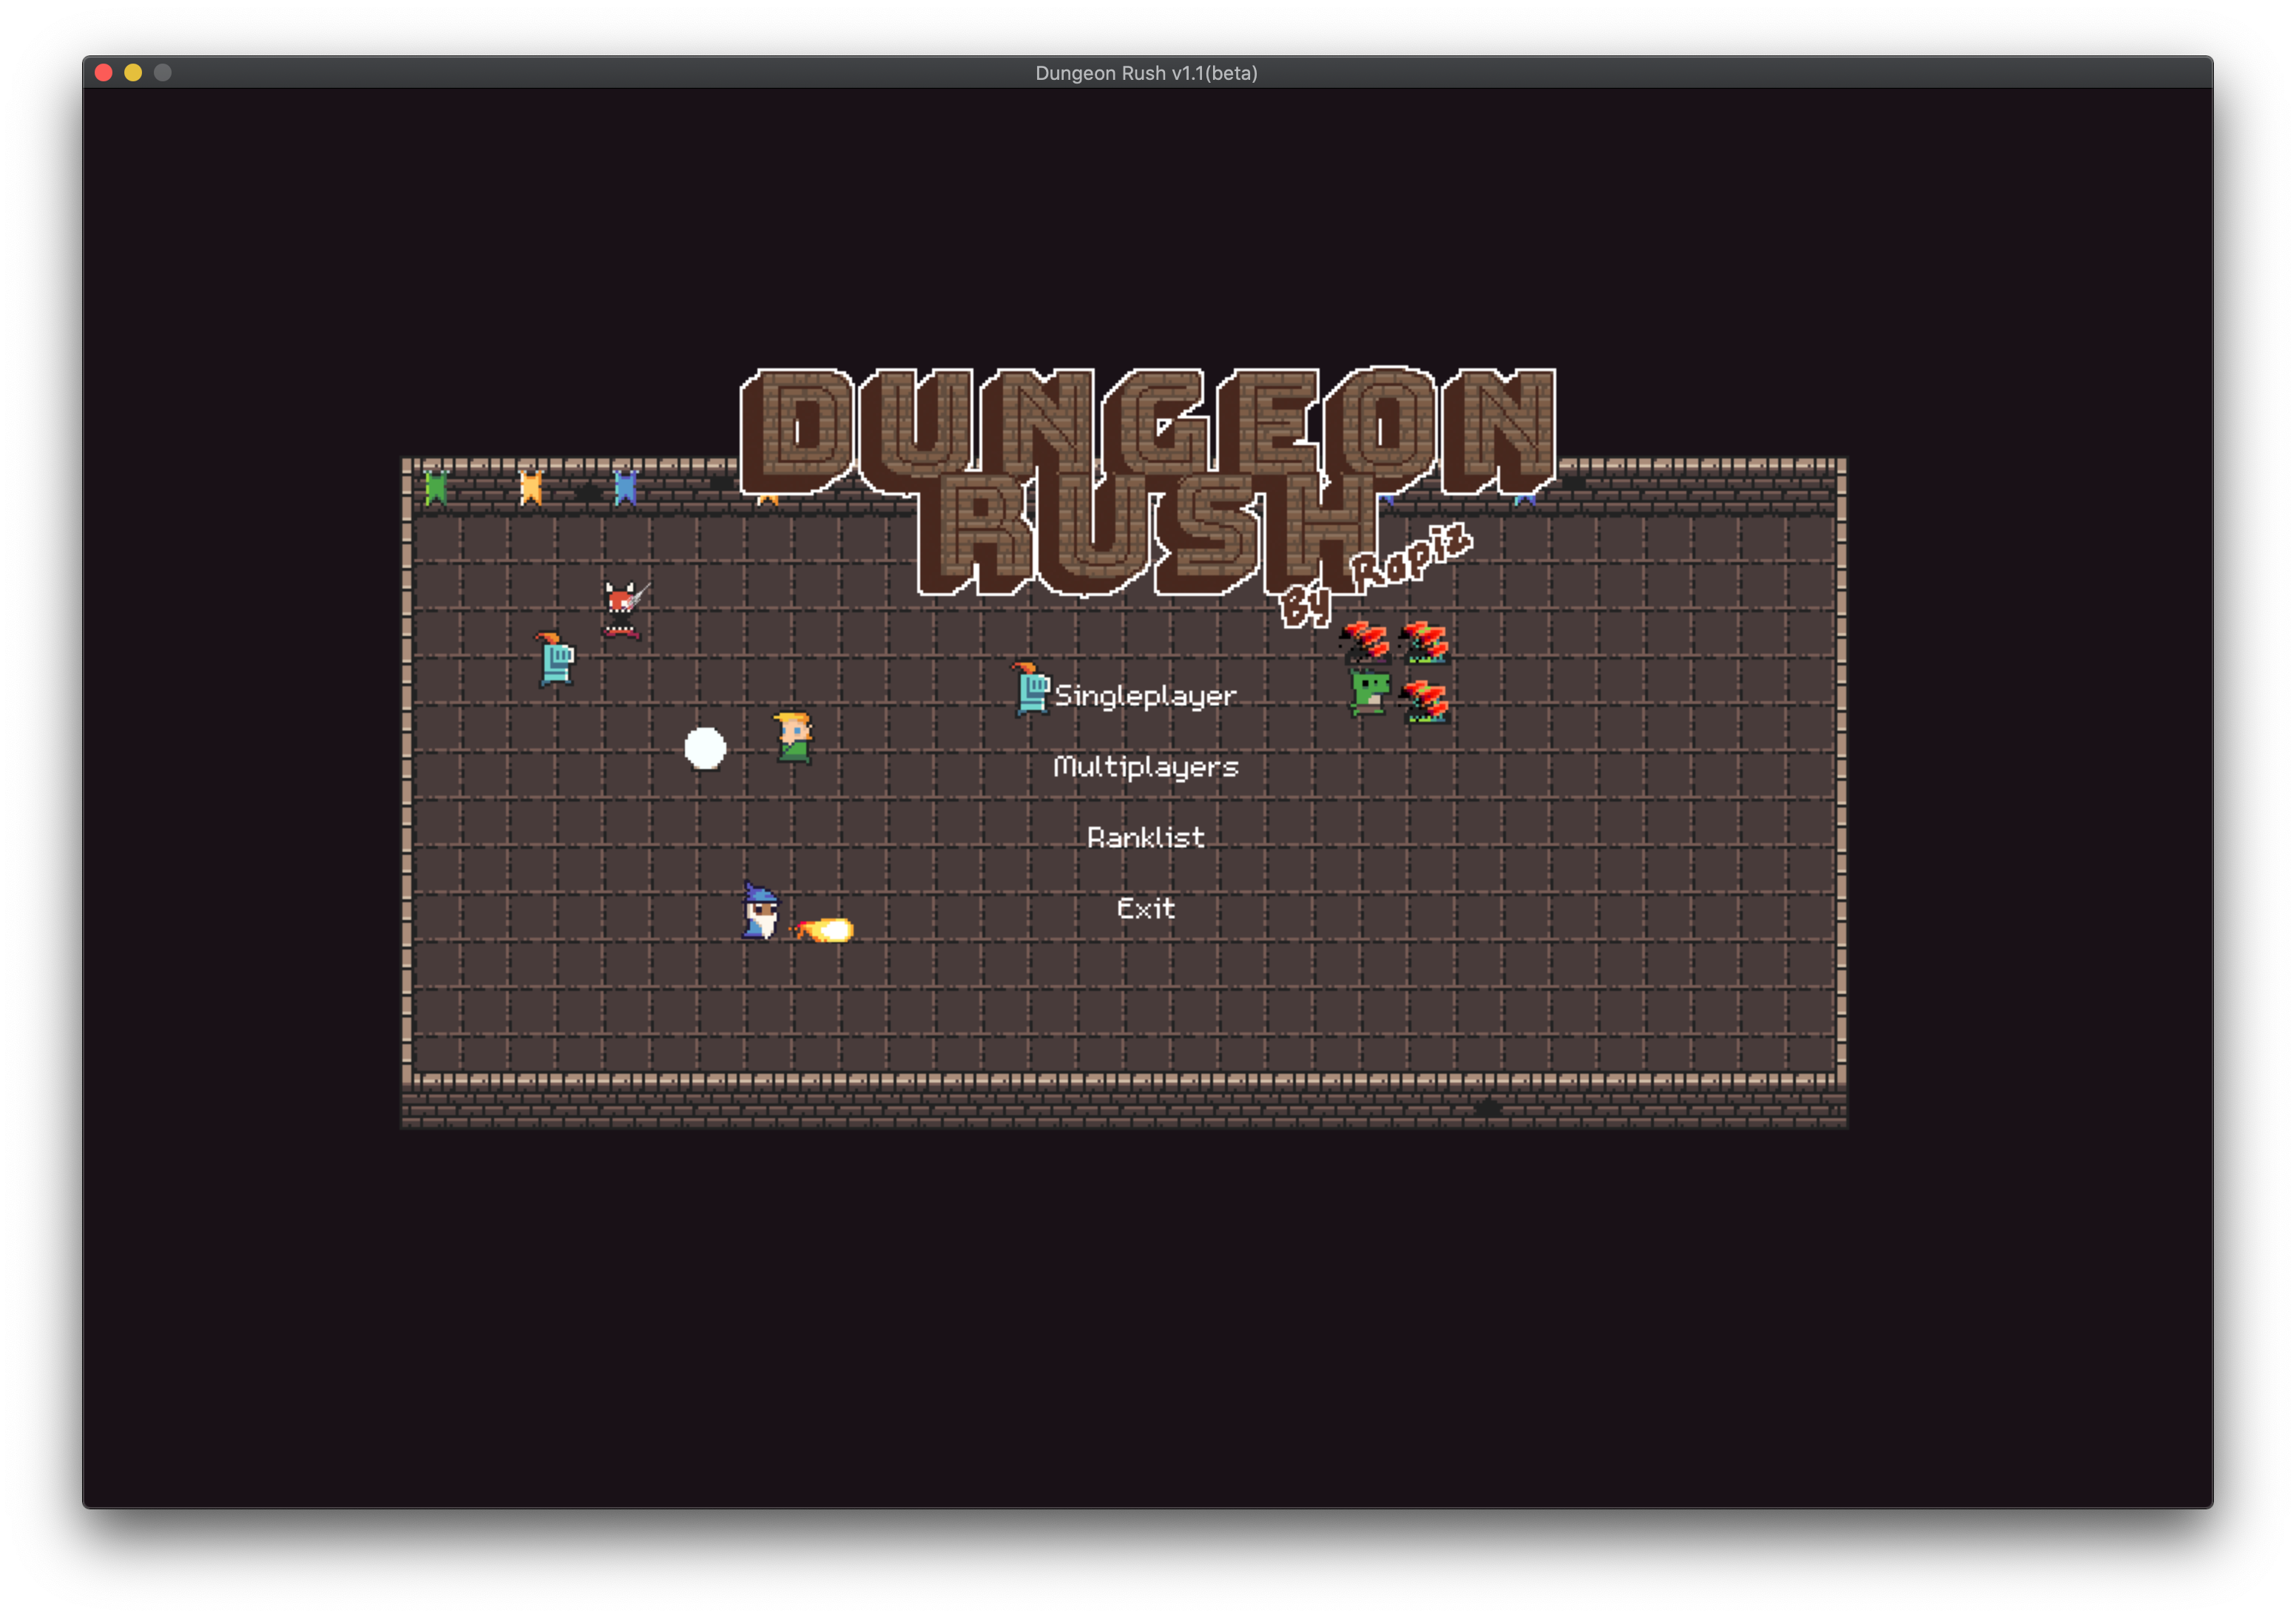 Dungeon Rush v1.1(beta)
DUNGEON
RUSH
By Rapiz
Singleplayer
Multiplayers
Ranklist
Exit